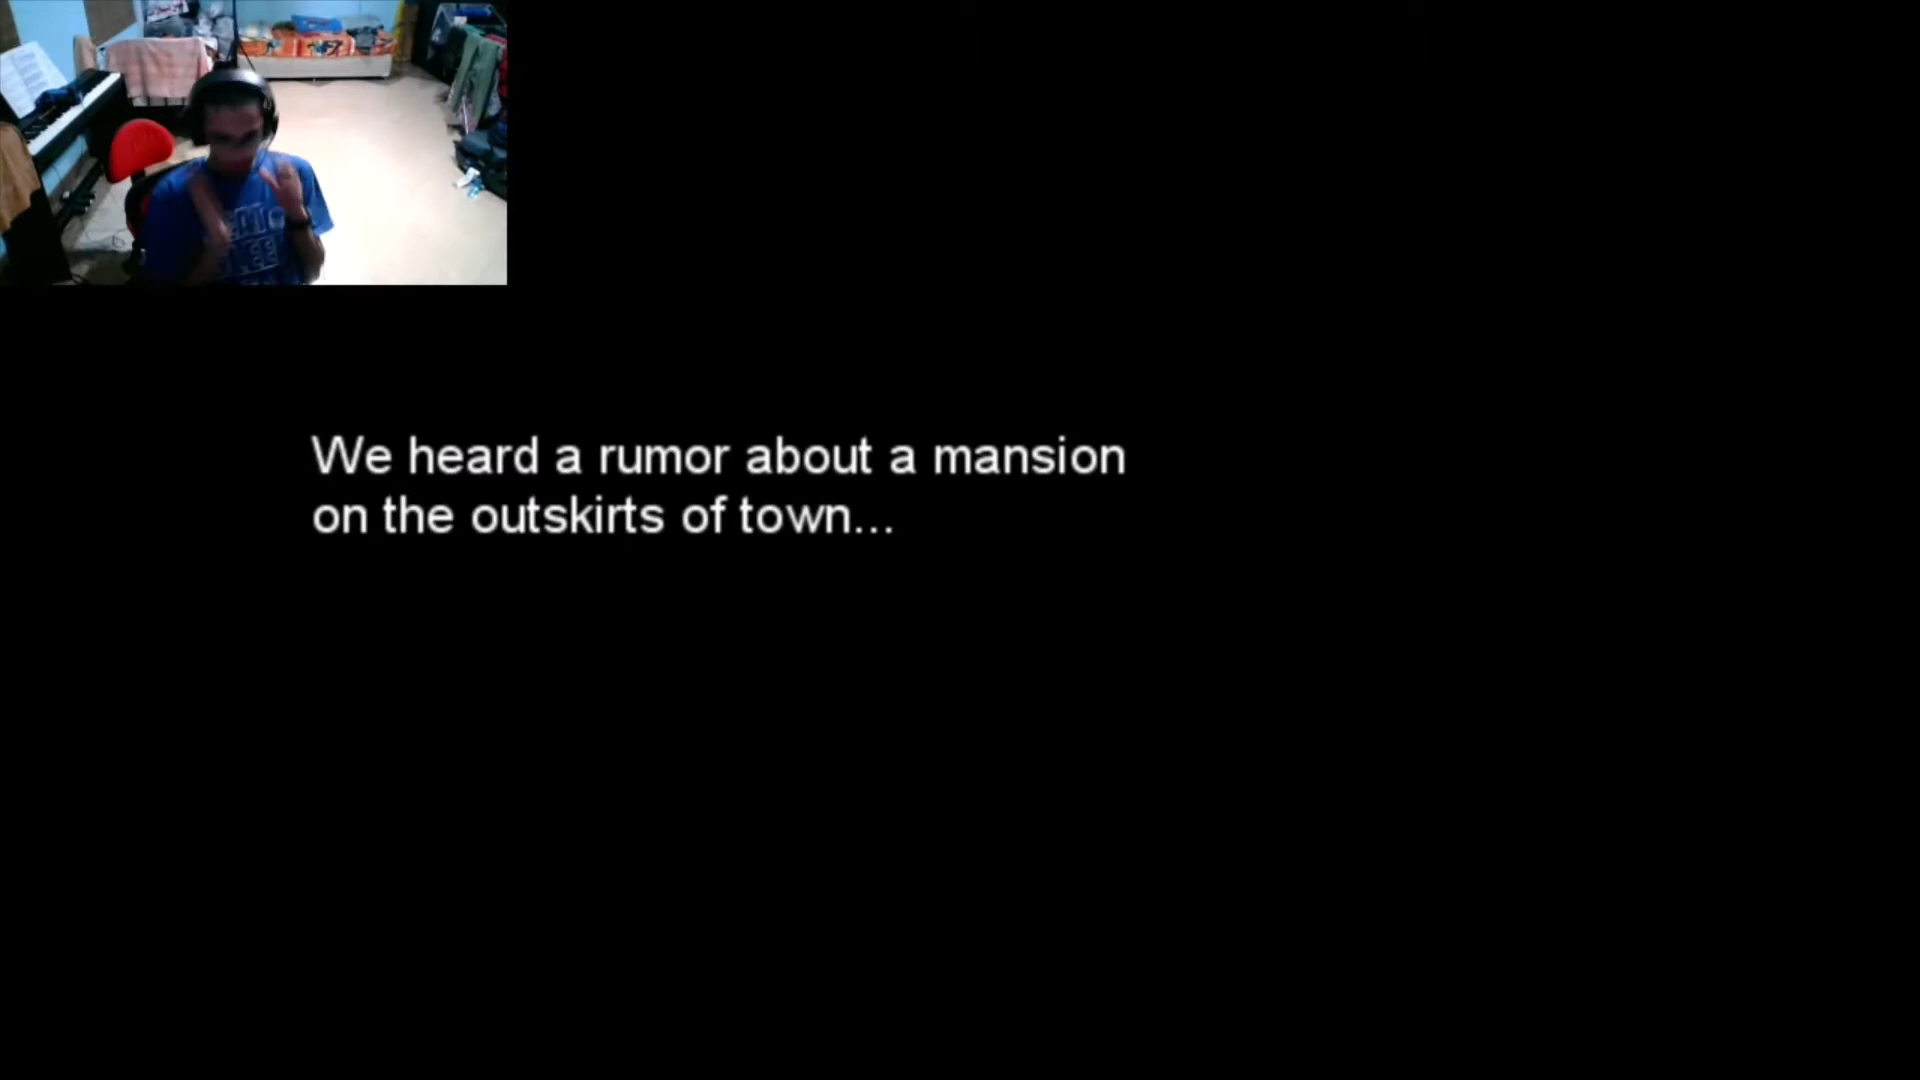 We heard a rumor about a mansion
on the outskirts of town...